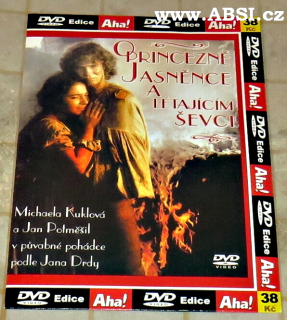 www.ABSI.cz
DVD Edice Aha! DVD Edice Aha!
38 Kč
O PRINCEZNĚ
JASNĚNCE
A
LÉTAJÍCÍM
ŠEVCI
Michaela Kuklová
a Jan Potměšil
v půvabné pohádce
podle Jana Drdy
DVD
VIDEO
DVD Edice Aha!
DVD Edice Aha!
DVD
DVD Edice Aha! DVD Edice Aha!
38 Kč